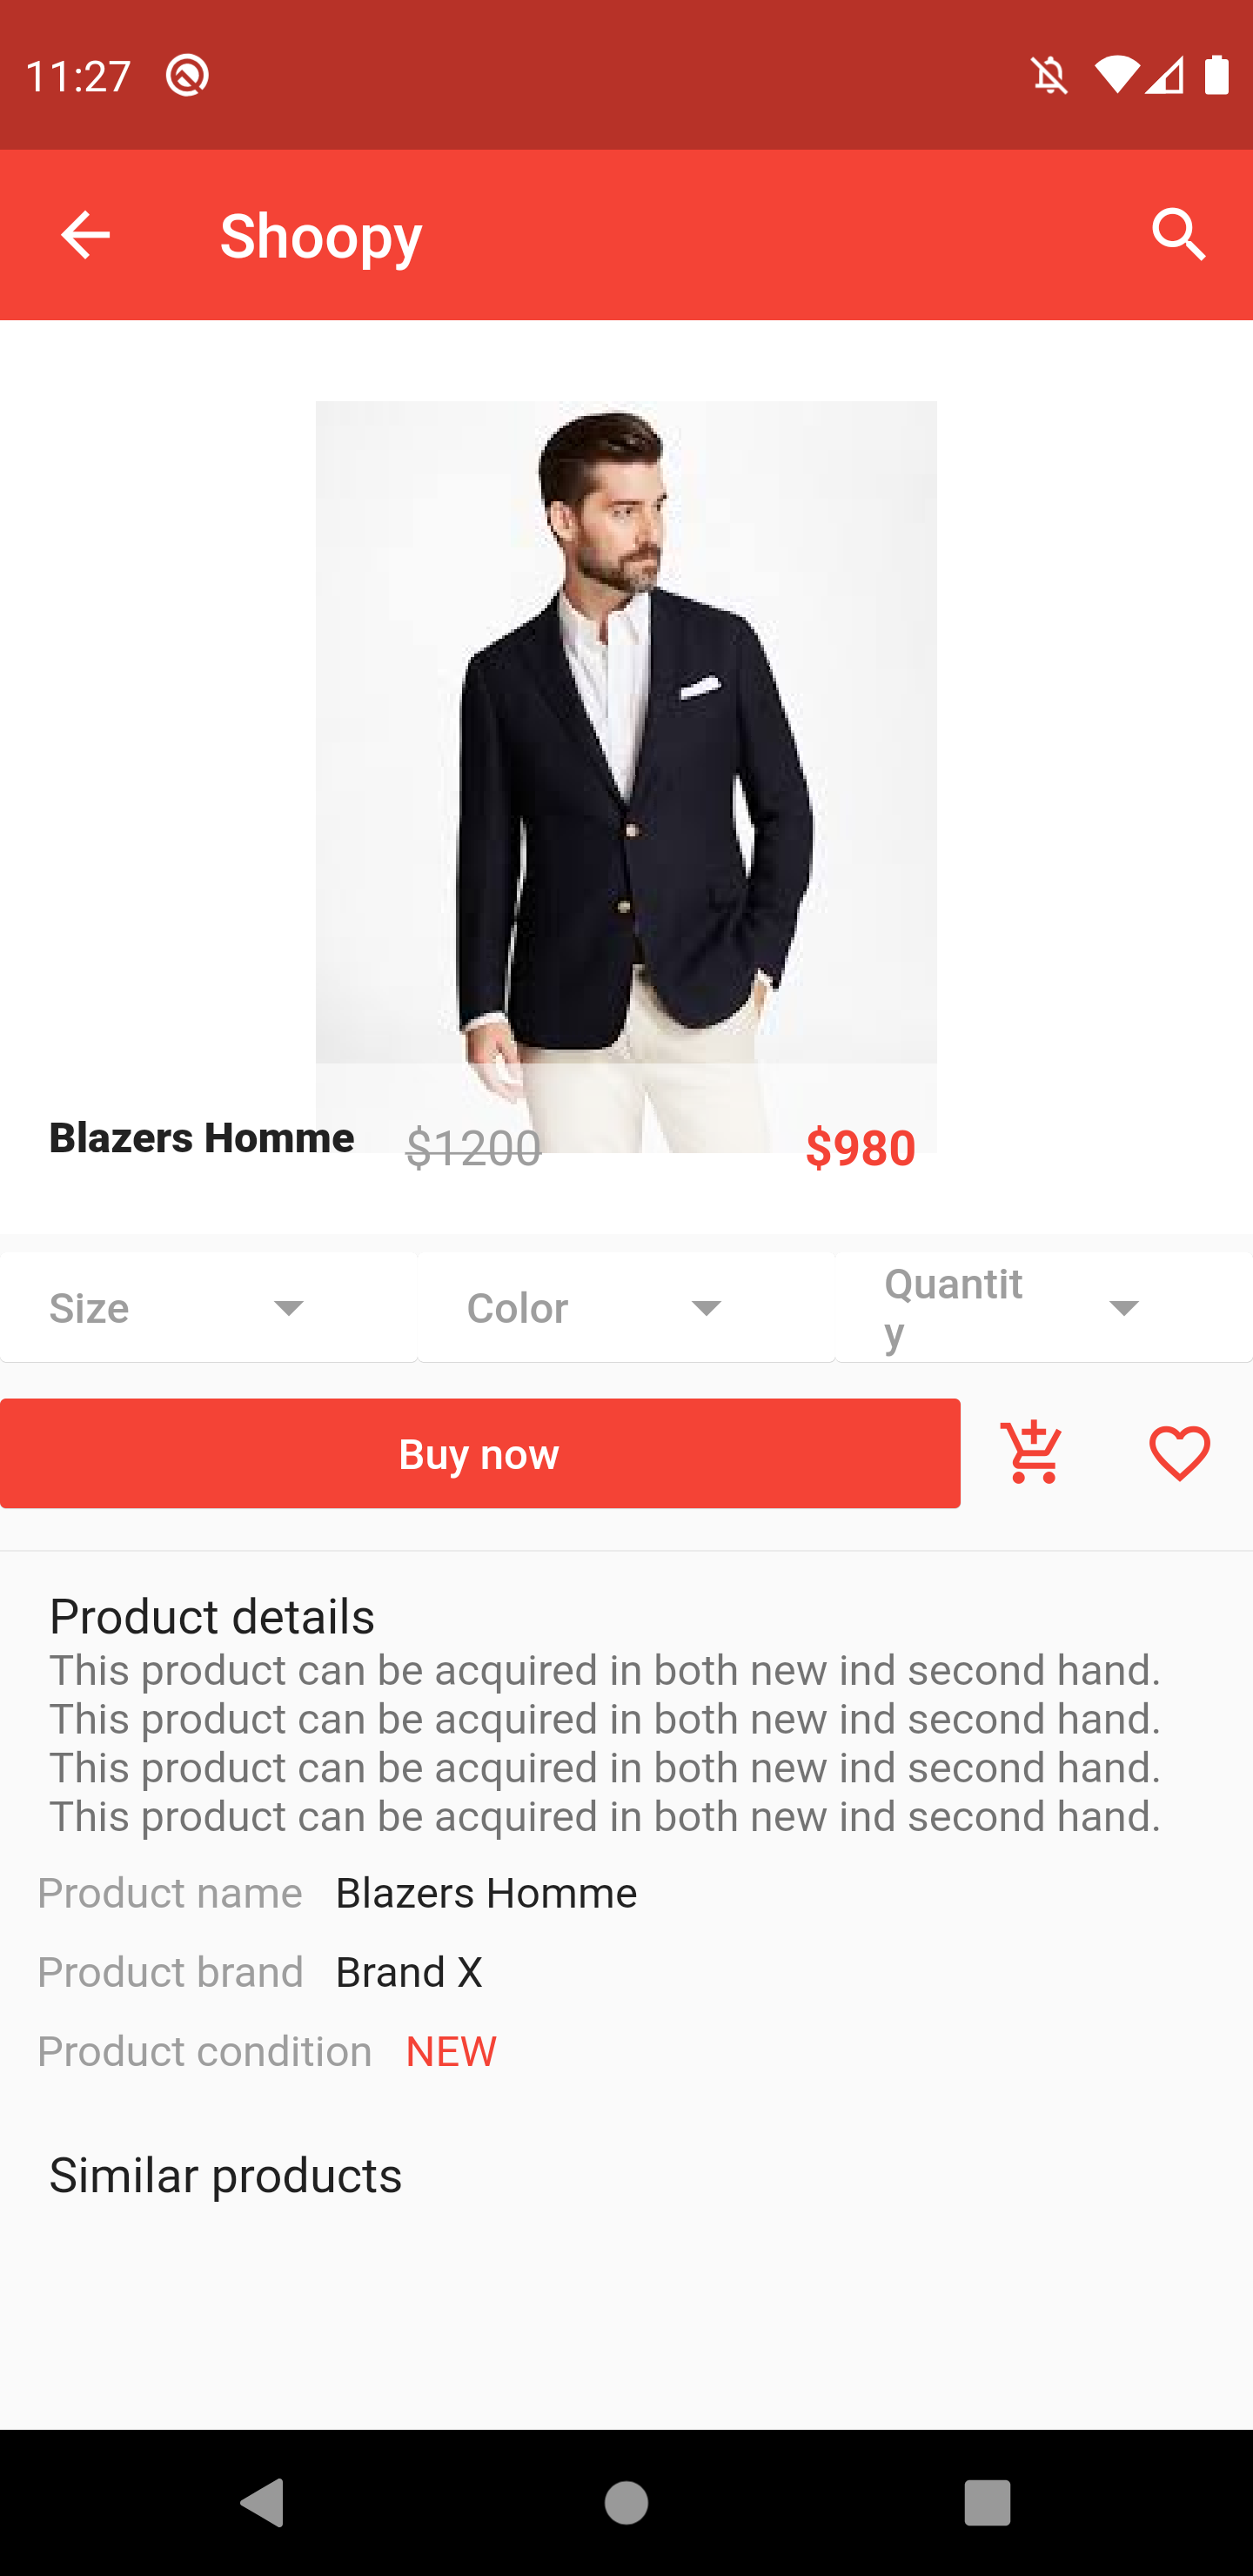 11:27
Shoopy
Blazers Homme $1200 $980
Size Color Quantit
y
Buy now
Product details
This product can be acquired in both new ind second hand.
This product can be acquired in both new ind second hand.
This product can be acquired in both new ind second hand.
This product can be acquired in both new ind second hand.
Product name Blazers Homme
Product brand Brand X
Product condition NEW
Similar products